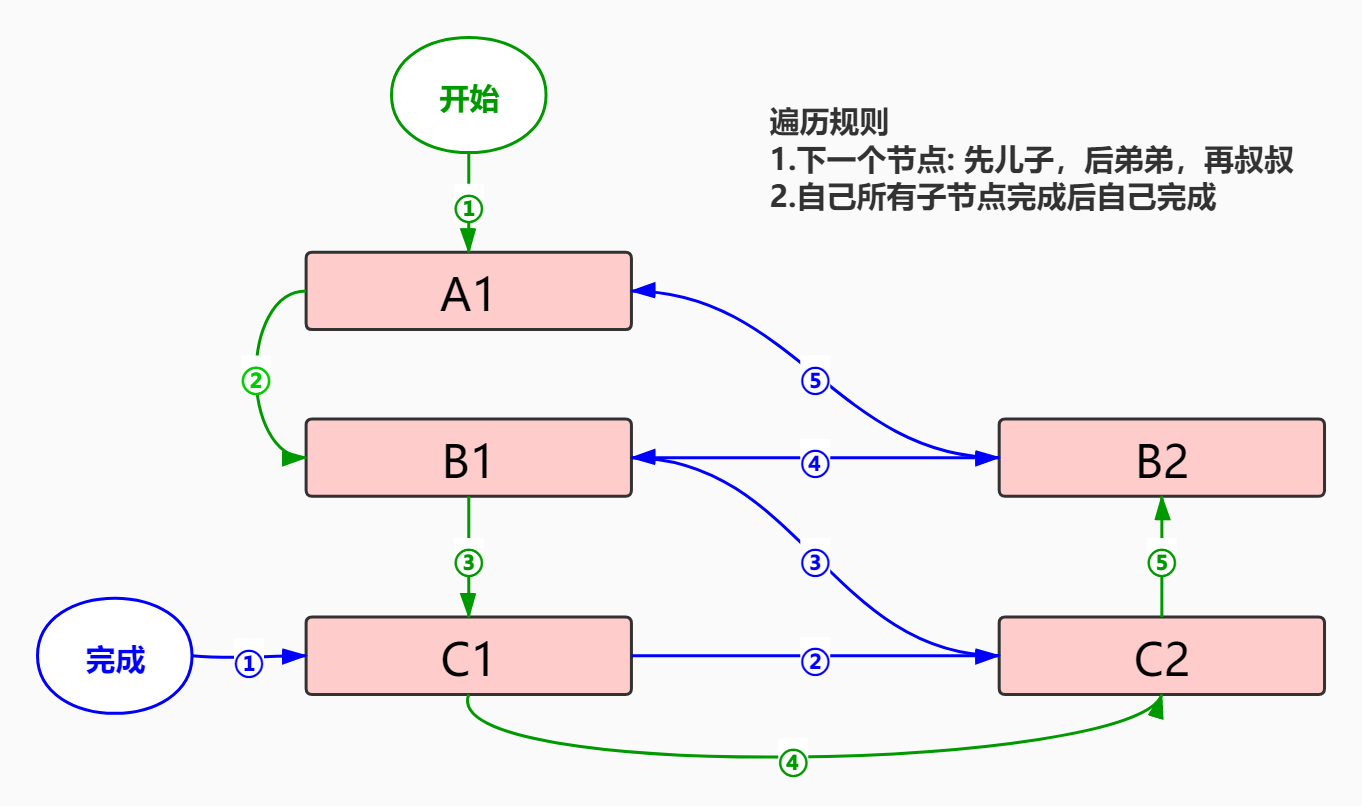 开始
遍历规则
1.下一个节点: 先儿子，后弟弟，再叔叔
2.自己所有子节点完成后自己完成
①
A1
②
⑤
B1
④
B2
③
③
⑤
完成
①
C1
②
C2
④